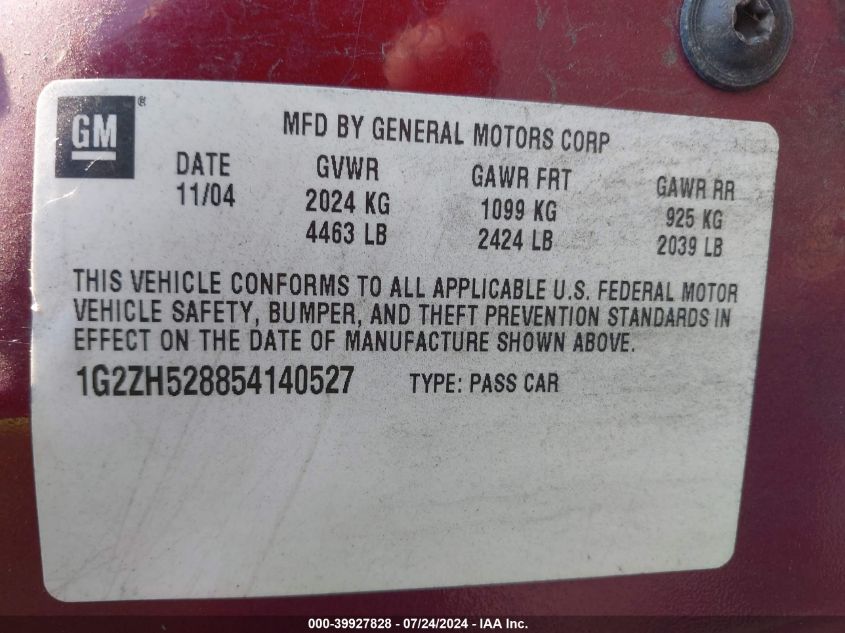 GM ®
MFD BY GENERAL MOTORS CORP
DATE GVWR GAWR FRT GAWR RR
11/04 2024 KG 1099 KG 925 KG
4463 LB 2424 LB 2039 LB
THIS VEHICLE CONFORMS TO ALL APPLICABLE U.S. FEDERAL MOTOR
VEHICLE SAFETY, BUMPER, AND THEFT PREVENTION STANDARDS IN
EFFECT ON THE DATE OF MANUFACTURE SHOWN ABOVE.
1G2ZH528854140527 TYPE: PASS CAR
000-39927828 - 07/24/2024 - IAA Inc.